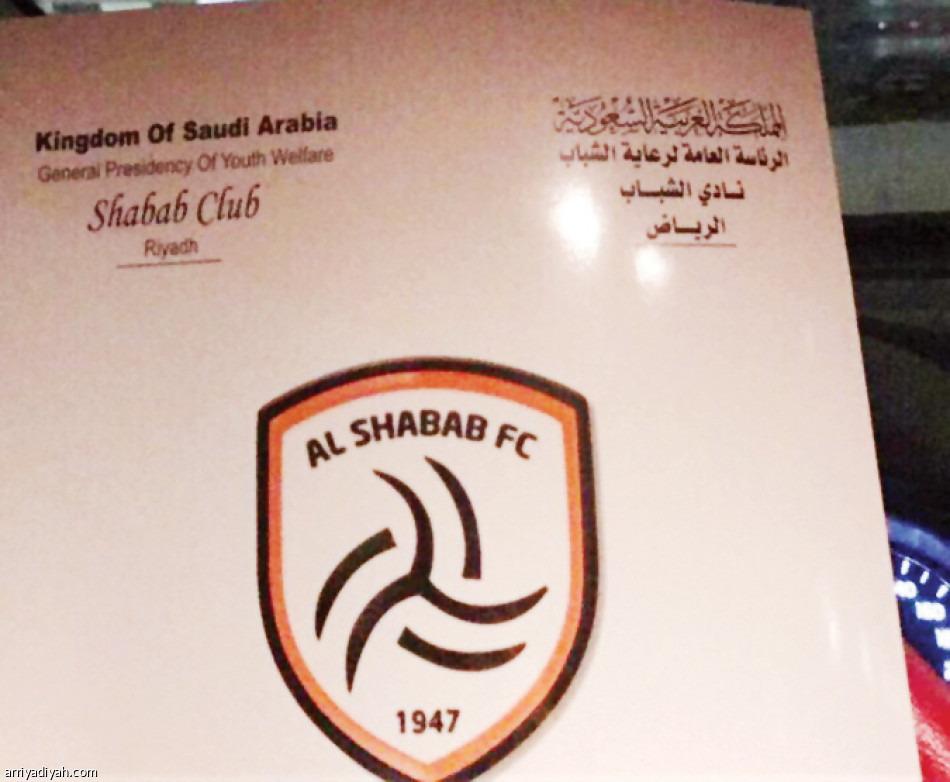 Kingdom Of Saudi Arabia
General Presidency Of Youth Welfare
Shabab Club
Riyadh
المملكة العربية السعودية
الرئاسة العامة لرعاية الشباب
نادي الشباب
الرياض
AL SHABAB FC
1947
arriyadiyah.com